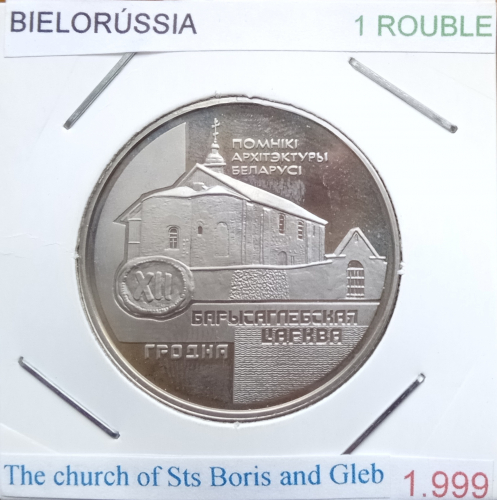 BIELORÚSSIA 1 ROUBLE
ПОМНІКІ
АРХІТЭКТУРЫ
БЕЛАРУСІ
XII
БАРЫСАГЛЕБСКАЯ
ЦАРКВА
ГРОДНА
The church of Sts Boris and Gleb 1.999